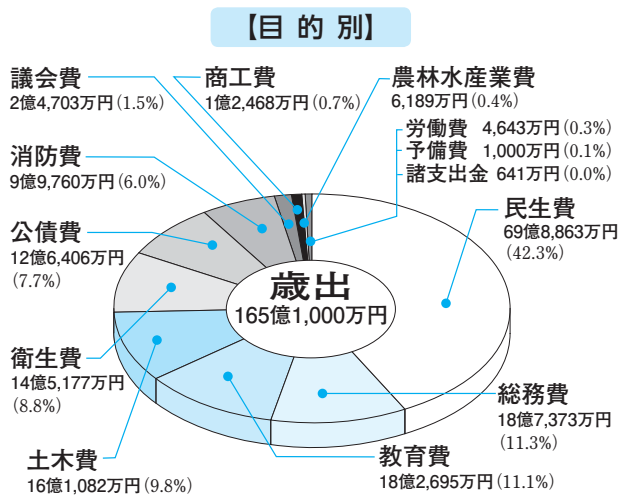 【目的別】
議会費
2億4,703万円(1.5%)
商工費
1億2,468万円(0.7%)
農林水産業費
6,189万円(0.4%)
労働費 4,643万円(0.3%)
予備費 1,000万円(0.1%)
諸支出金 641万円(0.0%)
消防費
9億9,760万円(6.0%)
民生費
69億8,863万円
(42.3%)
公債費
12億6,406万円
(7.7%)
歳出
165億1,000万円
衛生費
14億5,177万円
(8.8%)
総務費
18億7,373万円
(11.3%)
土木費
16億1,082万円(9.8%)
教育費
18億2,695万円(11.1%)